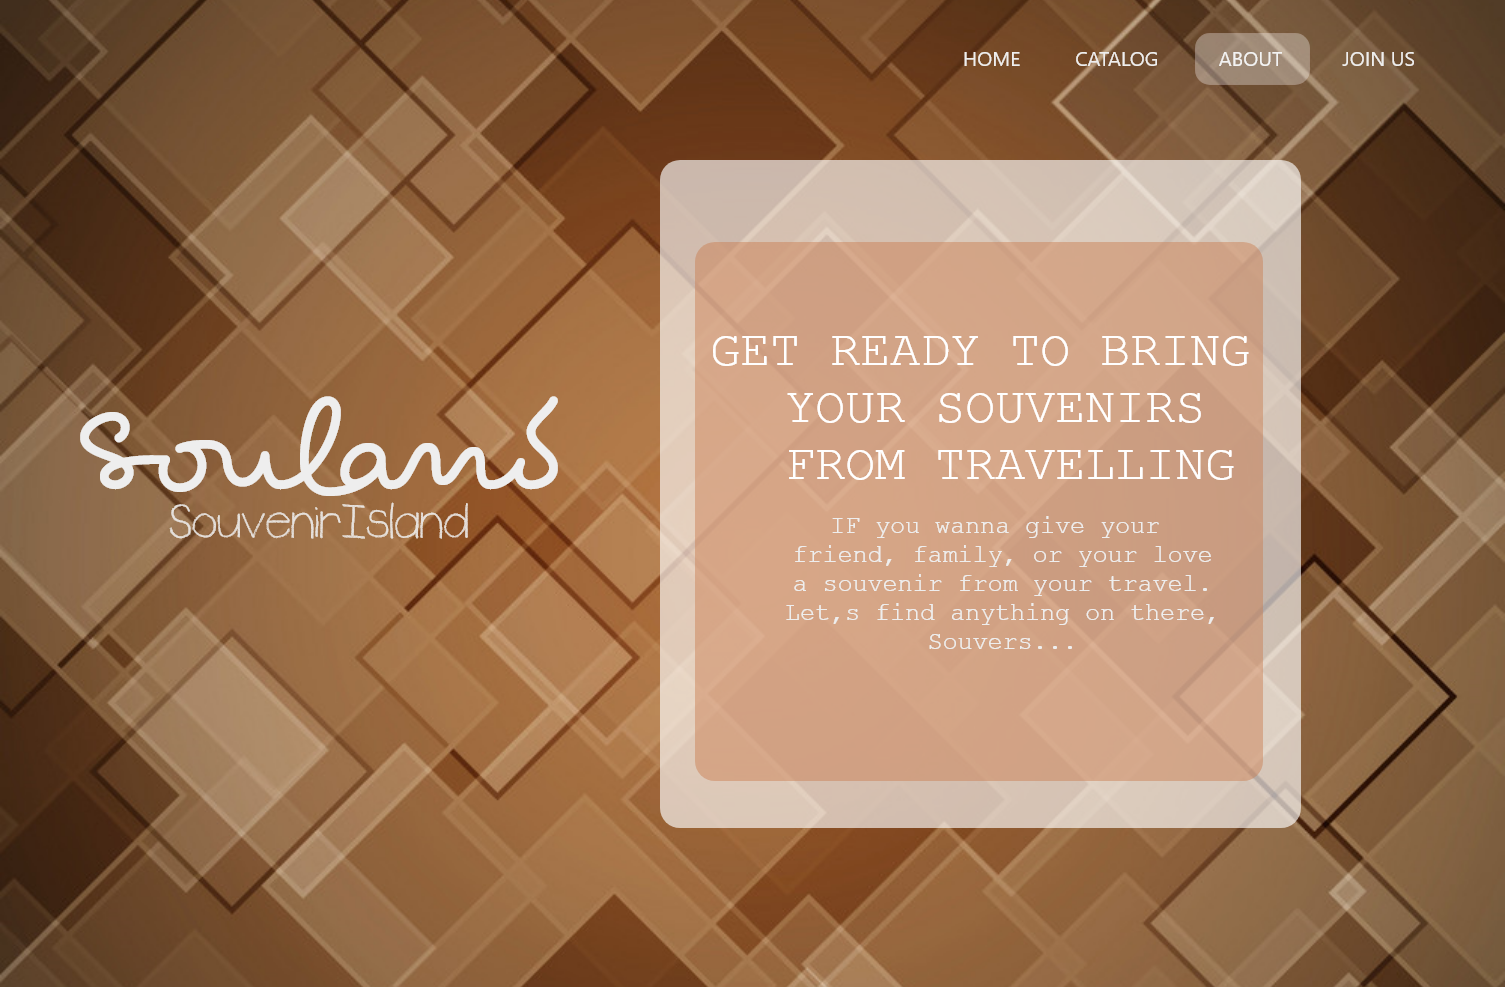 HOME CATALOG ABOUT JOIN US
GET READY TO BRING
YOUR SOUVENIRS
FROM TRAVELLING
Souland
SouvenirIsland
IF you wanna give your
friend, family, or your love
a souvenir from your travel.
Let,s find anything on there,
Souvers...